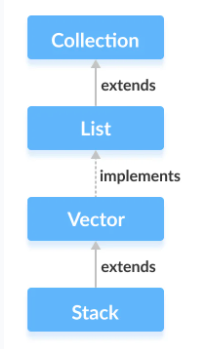 Collection
extends
List
implements
Vector
extends
Stack